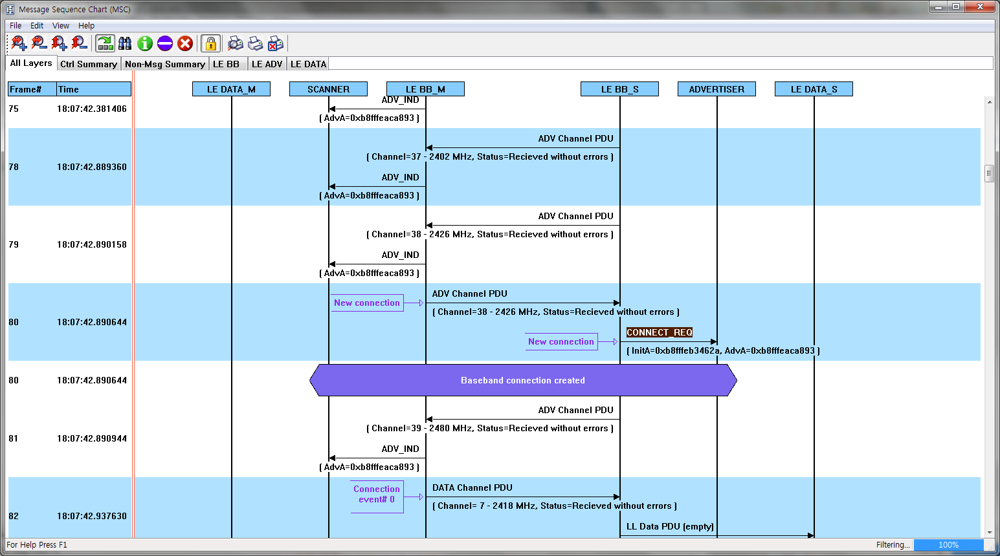 Message Sequence Chart (MSC)
File Edit View Help
All Layers Ctrl Summary Non-Msg Summary LE BB LE ADV LE DATA
Frame# Time LE DATA_M SCANNER LE BB_M LE BB_S ADVERTISER LE DATA_S
ADV_IND
75 18:07:42.381406
( AdvA=0xb8fffeaca893 )
ADV Channel PDU
( Channel=37 - 2402 MHz, Status=Recieved without errors )
78 18:07:42.889360
ADV_IND
( AdvA=0xb8fffeaca893 )
ADV Channel PDU
( Channel=38 - 2426 MHz, Status=Recieved without errors )
79 18:07:42.890158
ADV_IND
( AdvA=0xb8fffeaca893 )
ADV Channel PDU
New connection
( Channel=38 - 2426 MHz, Status=Recieved without errors )
80 18:07:42.890644
CONNECT_REQ
New connection
( InitA=0xb8fffeb3462a, AdvA=0xb8fffeaca893 )
80 18:07:42.890644 Baseband connection created
ADV Channel PDU
( Channel=39 - 2480 MHz, Status=Recieved without errors )
81 18:07:42.890944
ADV_IND
( AdvA=0xb8fffeaca893 )
Connection
event# 0
DATA Channel PDU
( Channel= 7 - 2418 MHz, Status=Recieved without errors )
82 18:07:42.937630
LL Data PDU (empty)
For Help Press F1 Filtering... 100%